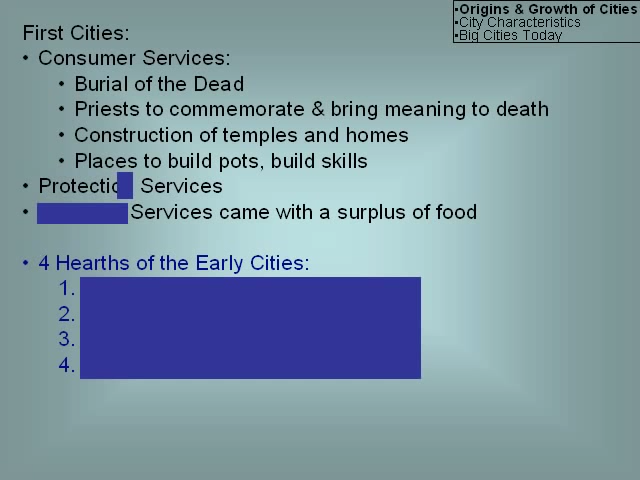 •Origins & Growth of Cities
•City Characteristics
•Big Cities Today
First Cities:
• Consumer Services:
• Burial of the Dead
• Priests to commemorate & bring meaning to death
• Construction of temples and homes
• Places to build pots, build skills
• Services
• Services came with a surplus of food
• 4 Hearths of the Early Cities:
1.
2.
3.
4.